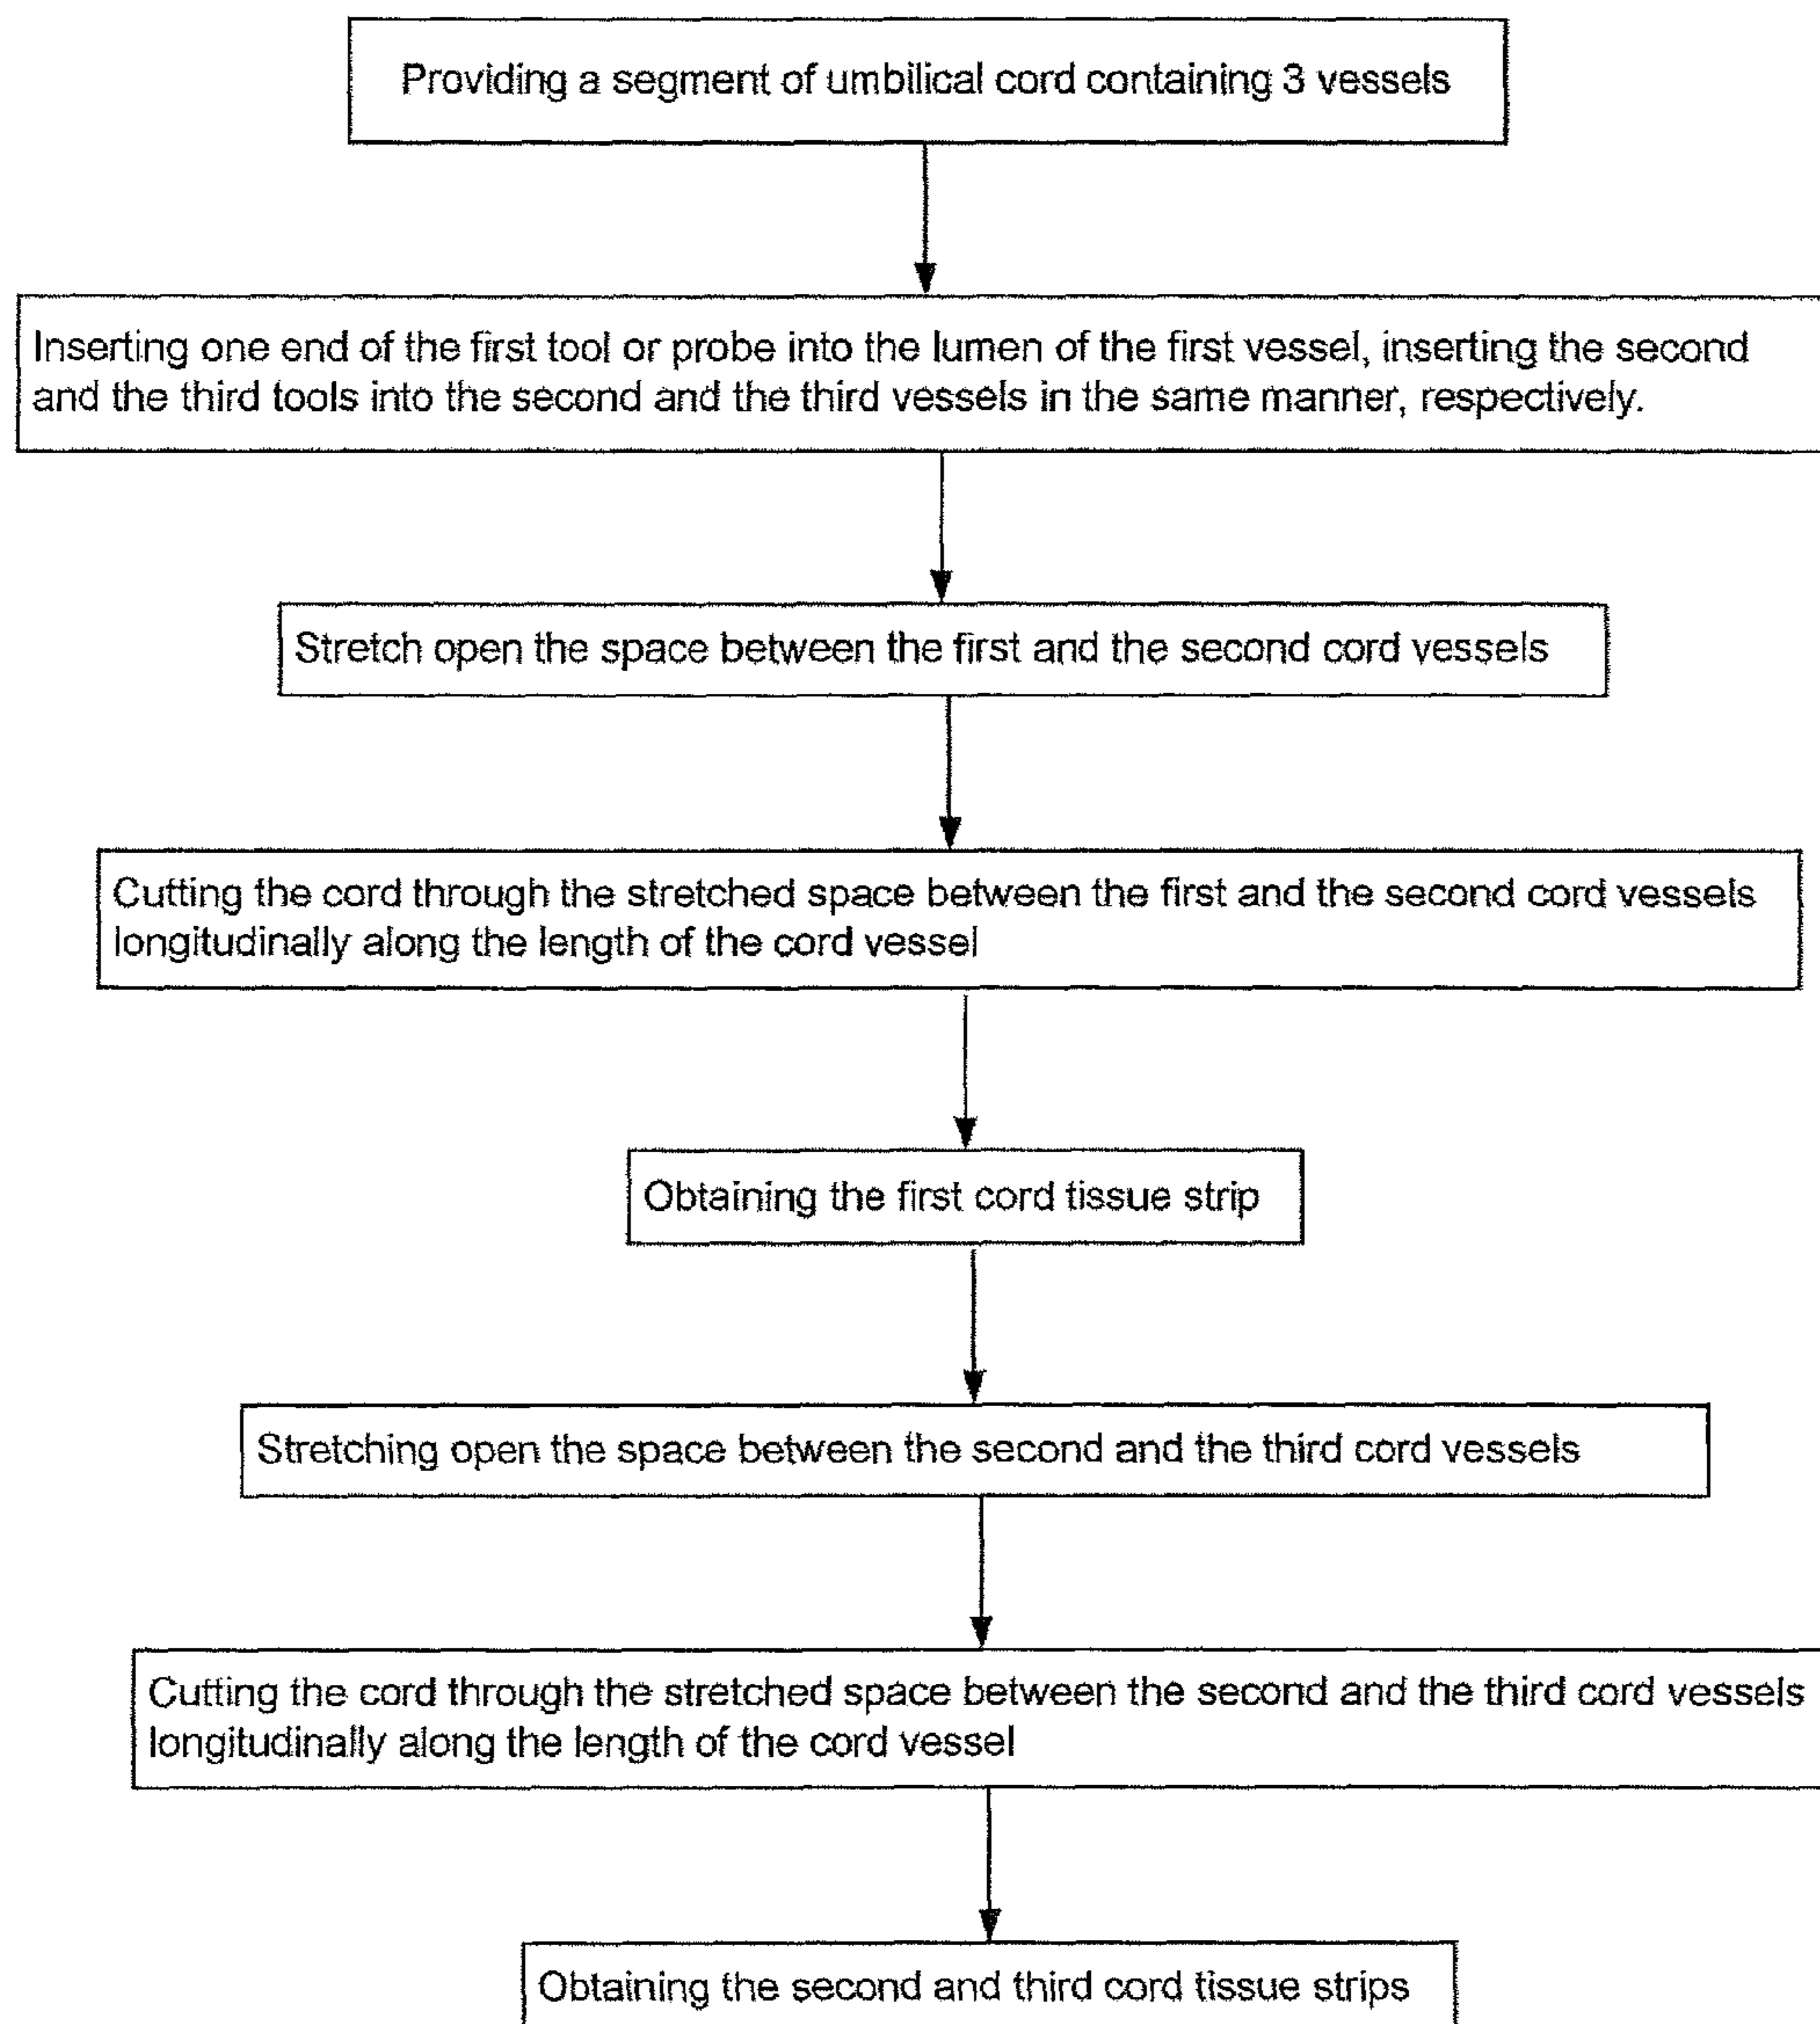 Providing a segment of umbilical cord containing 3 vessels
Inserting one end of the first tool or probe into the lumen of the first vessel, inserting the second
and the third tools into the second and the third vessels in the same manner, respectively.
Stretch open the space between the first and the second cord vessels
Cutting the cord through the stretched space between the first and the second cord vessels
longitudinally along the length of the cord vessel
Obtaining the first cord tissue strip
Stretching open the space between the second and the third cord vessels
Cutting the cord through the stretched space between the second and the third cord vessels
longitudinally along the length of the cord vessel
Obtaining the second and third cord tissue strips